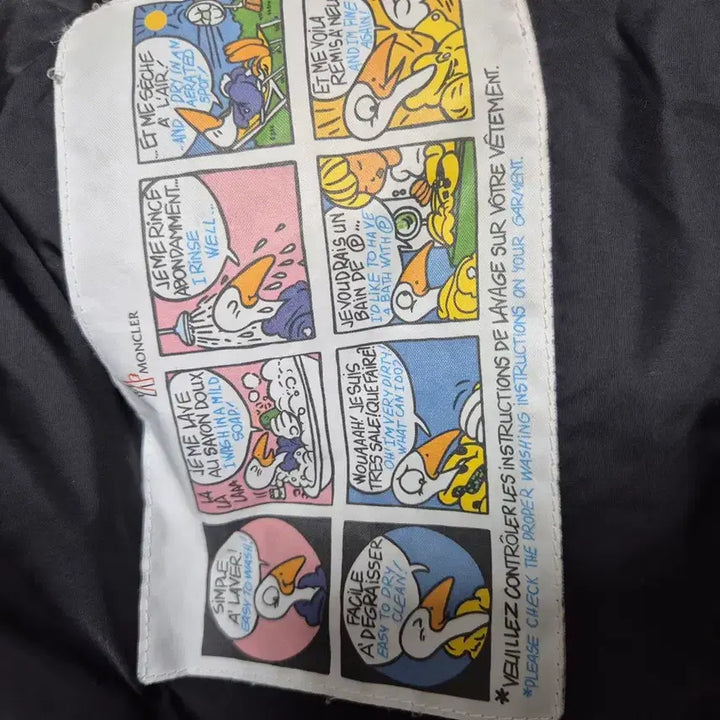 MONCLER
SIMPLE
A' LAVER!
EASY TO WASH!
JE ME LAVE
AU SAVON DOUX
I WASH IN A MILD
SOAP!
LA
LA
LAAA
JE ME RINCE
ABONDAMMENT...
I RINSE
WELL...
...ET ME SÈCHE
A' L'AIR!
...AND DRY IN AN
AERATED
SPOT!
FACILE
A' DÉGRAISSER
EASY TO DRY
CLEAN!
WOUAAAH! JE SUIS
TRES SALE! QUE FAIRE?
OH! I'M VERY DIRTY
WHAT CAN I DO?
JE VOUDRAIS UN
BAIN DE Ⓟ...
I'D LIKE TO HAVE
A BATH WITH Ⓟ
ET ME VOILÀ
REMIS A' NEUF
AND I'M FINE
AGAIN
*VEUILLEZ CONTRÔLER LES INSTRUCTIONS DE LAVAGE SUR VÔTRE VÊTEMENT.
*PLEASE CHECK THE PROPER WASHING INSTRUCTIONS ON YOUR GARMENT.